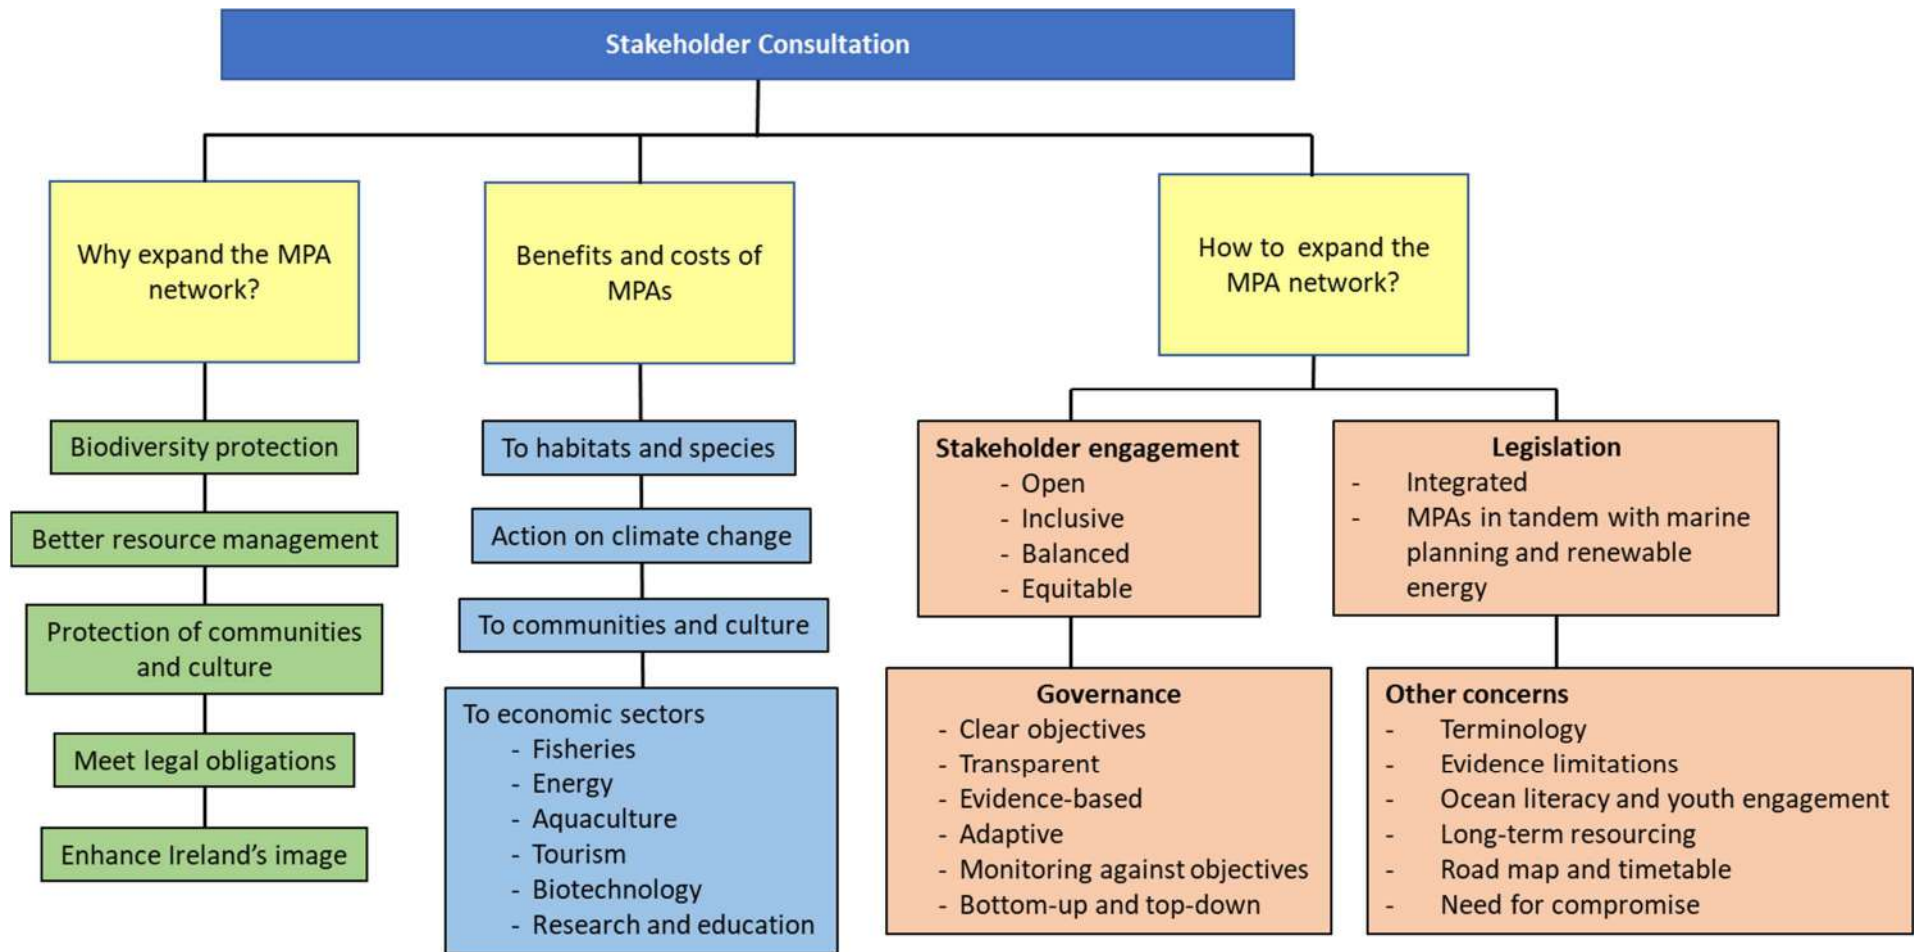 Stakeholder Consultation
Why expand the MPA
network?
Biodiversity protection
Better resource management
Protection of communities
and culture
Meet legal obligations
Enhance Ireland's image
Benefits and costs of
MPAs
To habitats and species
Action on climate change
To communities and culture
To economic sectors
- Fisheries
- Energy
- Aquaculture
- Tourism
- Biotechnology
- Research and education
How to expand the
MPA network?
Stakeholder engagement
- Open
- Inclusive
- Balanced
- Equitable
Governance
- Clear objectives
- Transparent
- Evidence-based
- Adaptive
- Monitoring against objectives
- Bottom-up and top-down
Legislation
- Integrated
- MPAs in tandem with marine
planning and renewable
energy
Other concerns
- Terminology
- Evidence limitations
- Ocean literacy and youth engagement
- Long-term resourcing
- Road map and timetable
- Need for compromise